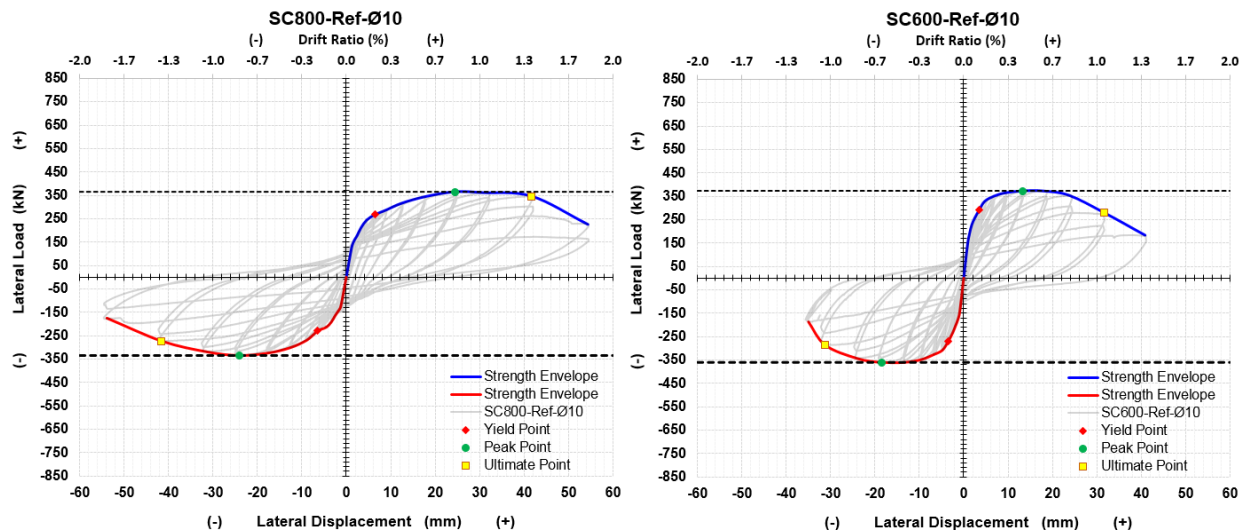 SC800-Ref-Ø10
(-) Drift Ratio (%) (+)
-2.0 -1.7 -1.3 -1.0 -0.7 -0.3 0.0 0.3 0.7 1.0 1.3 1.7 2.0
Lateral Load (kN)
(+)
(-)
850
750
650
550
450
350
250
150
50
-50
-150
-250
-350
-450
-550
-650
-750
-850
Strength Envelope
Strength Envelope
SC800-Ref-Ø10
Yield Point
Peak Point
Ultimate Point
-60 -50 -40 -30 -20 -10 0 10 20 30 40 50 60
(-) Lateral Displacement (mm) (+)
SC600-Ref-Ø10
(-) Drift Ratio (%) (+)
-2.0 -1.7 -1.3 -1.0 -0.7 -0.3 0.0 0.3 0.7 1.0 1.3 1.7 2.0
Lateral Load (kN)
(+)
(-)
850
750
650
550
450
350
250
150
50
-50
-150
-250
-350
-450
-550
-650
-750
-850
Strength Envelope
Strength Envelope
SC600-Ref-Ø10
Yield Point
Peak Point
Ultimate Point
-60 -50 -40 -30 -20 -10 0 10 20 30 40 50 60
(-) Lateral Displacement (mm) (+)